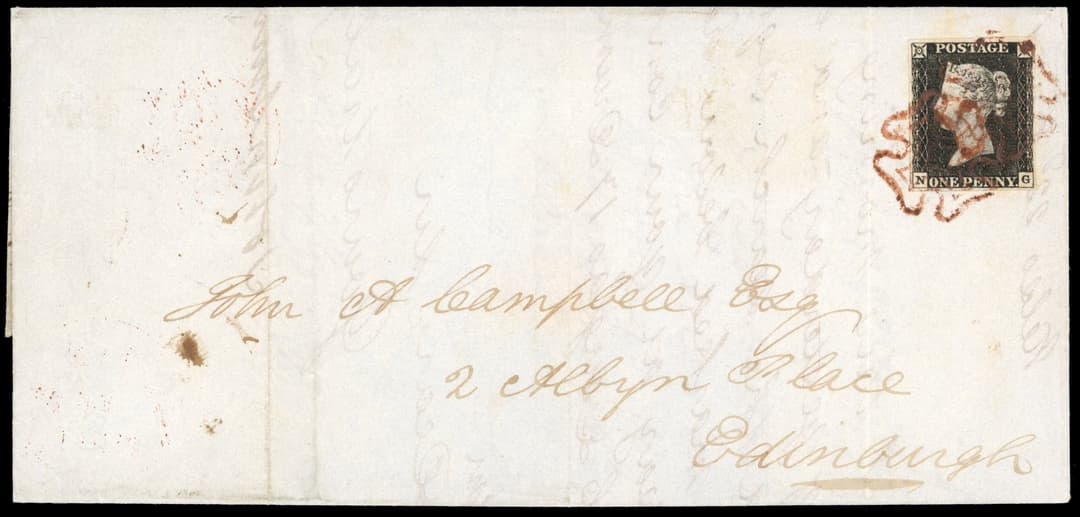 POSTAGE
N ONE PENNY. G
John A Campbell Esq
2 Albyn Place
Edinburgh